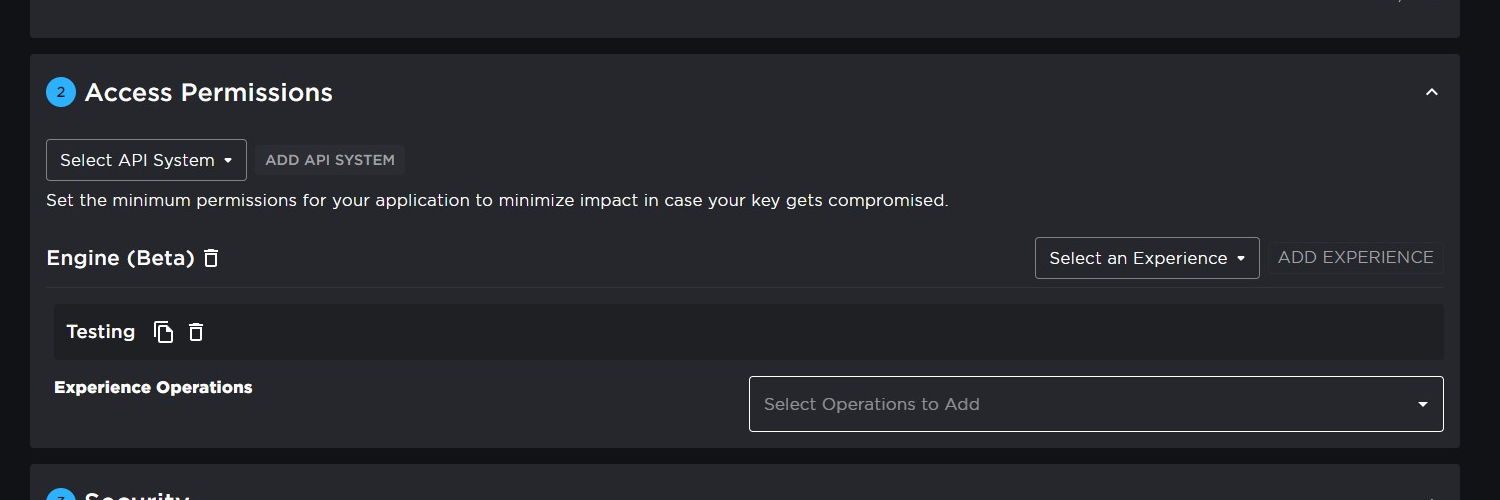 2 Access Permissions
Select API System ADD API SYSTEM
Set the minimum permissions for your application to minimize impact in case your key gets compromised.
Engine (Beta) Select an Experience ADD EXPERIENCE
Testing
Experience Operations
Select Operations to Add
Security